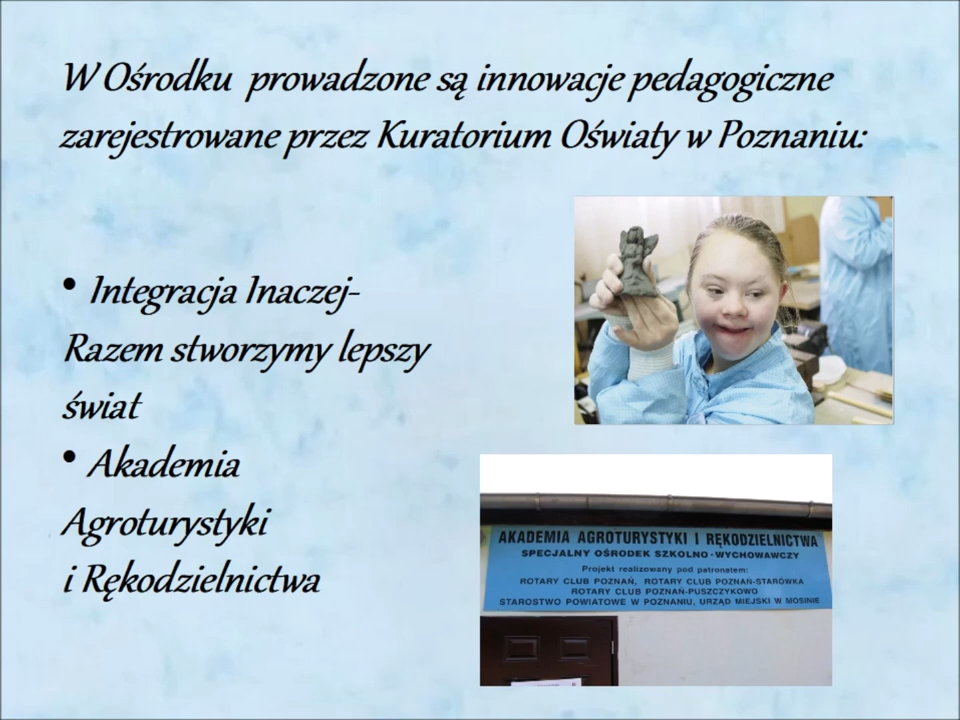 W Ośrodku prowadzone są innowacje pedagogiczne
zarejestrowane przez Kuratorium Oświaty w Poznaniu:
• Integracja Inaczej-
Razem stworzymy lepszy
świat
• Akademia
Agroturystyki
i Rękodzielnictwa
AKADEMIA AGROTURYSTYKI I RĘKODZIELNICTWA
SPECJALNY OŚRODEK SZKOLNO-WYCHOWAWCZY
Projekt realizowany pod patronatem:
ROTARY CLUB POZNAŃ, ROTARY CLUB POZNAŃ-STARÓWKA
ROTARY CLUB POZNAŃ-PUSZCZYKOWO
STAROSTWO POWIATOWE W POZNANIU, URZĄD MIEJSKI W MOSINIE